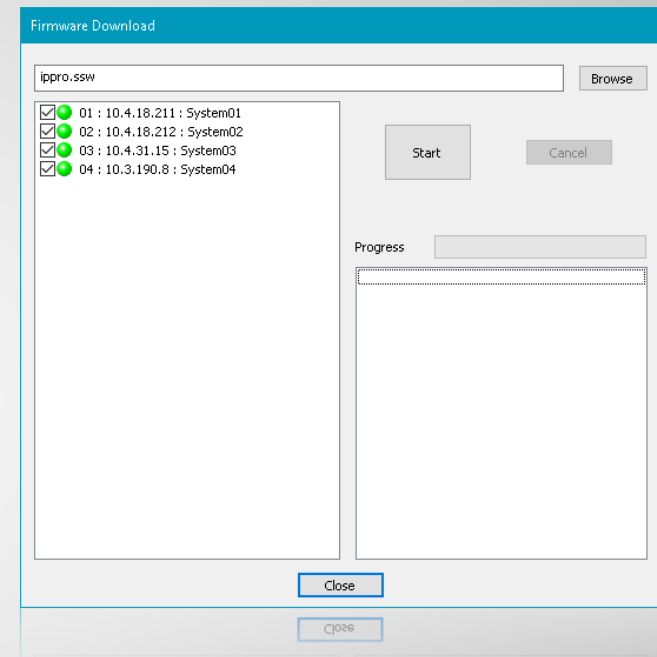 Firmware Download
ippro.ssw
Browse
01 : 10.4.18.211 : System01
02 : 10.4.18.212 : System02
03 : 10.4.31.15 : System03
04 : 10.3.190.8 : System04
Start
Cancel
Progress
Close
Close